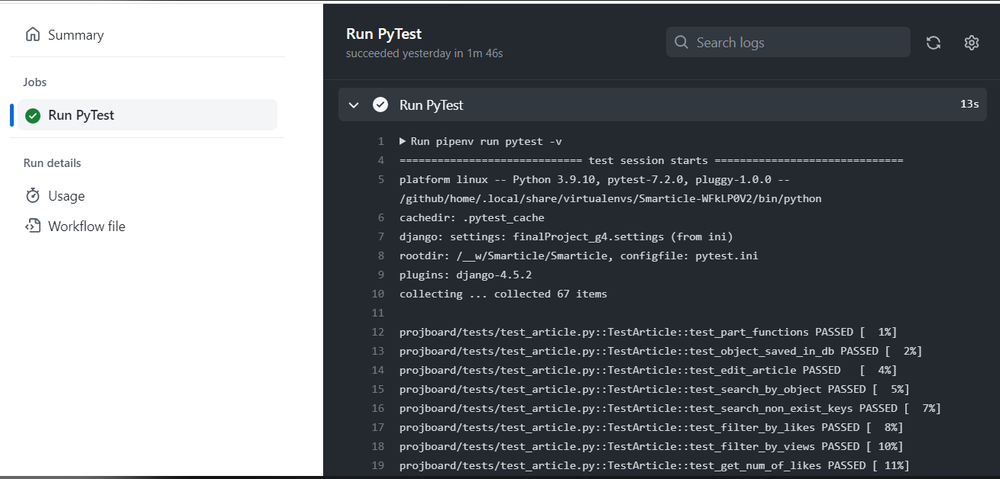 Summary
Jobs
Run PyTest
Run details
Usage
Workflow file
Run PyTest
succeeded yesterday in 1m 46s
Search logs
Run PyTest 13s
1 Run pipenv run pytest -v
4 ============================= test session starts ==============================
5 platform linux -- Python 3.9.10, pytest-7.2.0, pluggy-1.0.0 --
/github/home/.local/share/virtualenvs/Smarticle-WFkLP0V2/bin/python
6 cachedir: .pytest_cache
7 django: settings: finalProject_g4.settings (from ini)
8 rootdir: /__w/Smarticle/Smarticle, configfile: pytest.ini
9 plugins: django-4.5.2
10 collecting ... collected 67 items
11
12 projboard/tests/test_article.py::TestArticle::test_part_functions PASSED [  1%]
13 projboard/tests/test_article.py::TestArticle::test_object_saved_in_db PASSED [  2%]
14 projboard/tests/test_article.py::TestArticle::test_edit_article PASSED   [  4%]
15 projboard/tests/test_article.py::TestArticle::test_search_by_object PASSED [  5%]
16 projboard/tests/test_article.py::TestArticle::test_search_non_exist_keys PASSED [  7%]
17 projboard/tests/test_article.py::TestArticle::test_filter_by_likes PASSED [  8%]
18 projboard/tests/test_article.py::TestArticle::test_filter_by_views PASSED [ 10%]
19 projboard/tests/test_article.py::TestArticle::test_get_num_of_likes PASSED [ 11%]